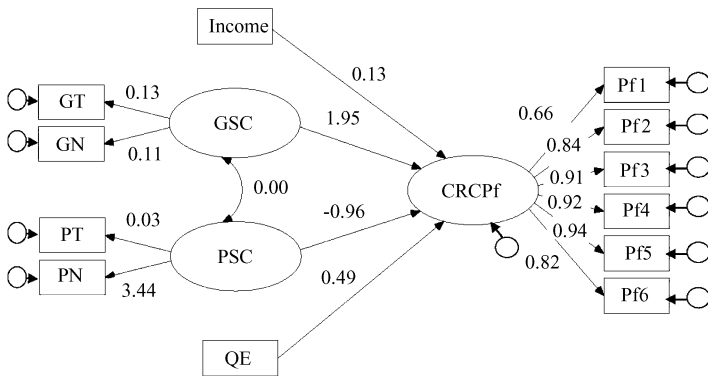 Income
0.13
GT
0.13
GSC
1.95
GN
0.11
0.00
CRCPf
PT
0.03
-0.96
PSC
PN
3.44
0.49
QE
Pf1
0.66
Pf2
0.84
Pf3
0.91
Pf4
0.92
Pf5
0.94
Pf6
0.82